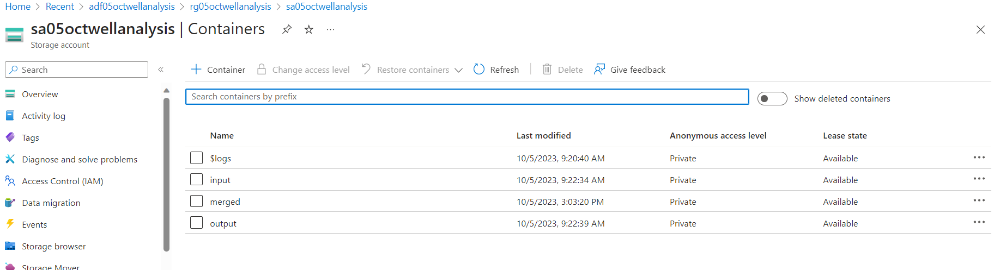 Home > Recent > adf05octwellanalysis > rg05octwellanalysis > sa05octwellanalysis
sa05octwellanalysis | Containers
Storage account
Search
+ Container
Change access level
Restore containers
Refresh
Delete
Give feedback
Search containers by prefix
Show deleted containers
Overview
Activity log
Tags
Diagnose and solve problems
Access Control (IAM)
Data migration
Events
Storage browser
Storage Mover
Name Last modified Anonymous access level Lease state
$logs 10/5/2023, 9:20:40 AM Private Available
input 10/5/2023, 9:22:34 AM Private Available
merged 10/5/2023, 3:03:20 PM Private Available
output 10/5/2023, 9:22:39 AM Private Available